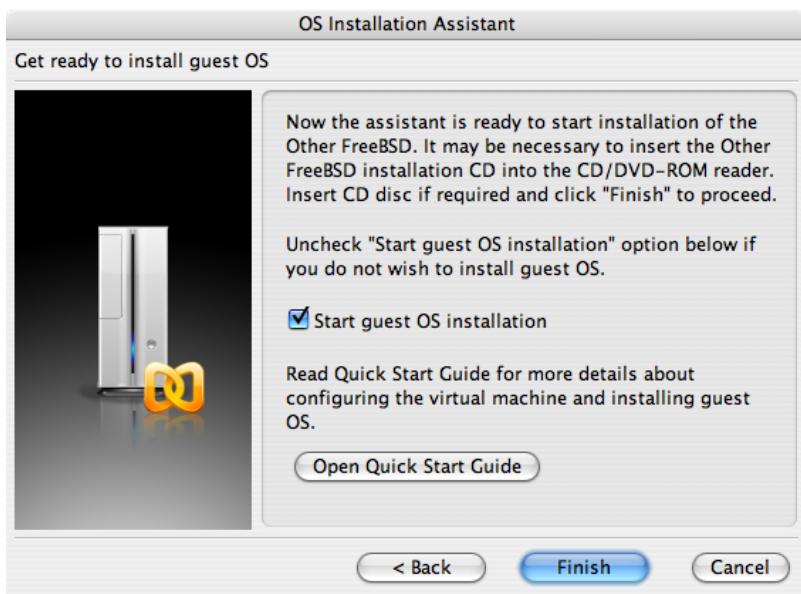 OS Installation Assistant
Get ready to install guest OS
Now the assistant is ready to start installation of the
Other FreeBSD. It may be necessary to insert the Other
FreeBSD installation CD into the CD/DVD-ROM reader.
Insert CD disc if required and click "Finish" to proceed.
Uncheck "Start guest OS installation" option below if
you do not wish to install guest OS.
Start guest OS installation
Read Quick Start Guide for more details about
configuring the virtual machine and installing guest
OS.
Open Quick Start Guide
< Back
Finish
Cancel